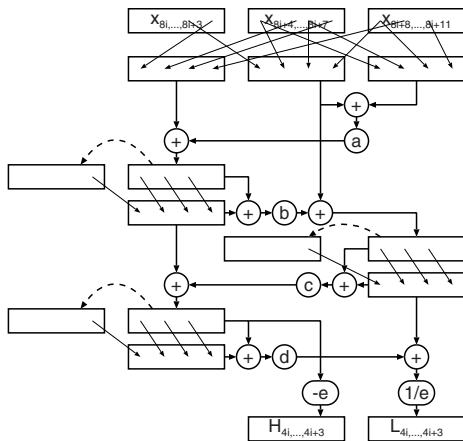 x8i,...,8i+3 x8i+4,...,8i+7 x8i+8,...,8i+11
+
+ a
+ b +
+ c +
+ d +
-e 1/e
H4i,...,4i+3 L4i,...,4i+3